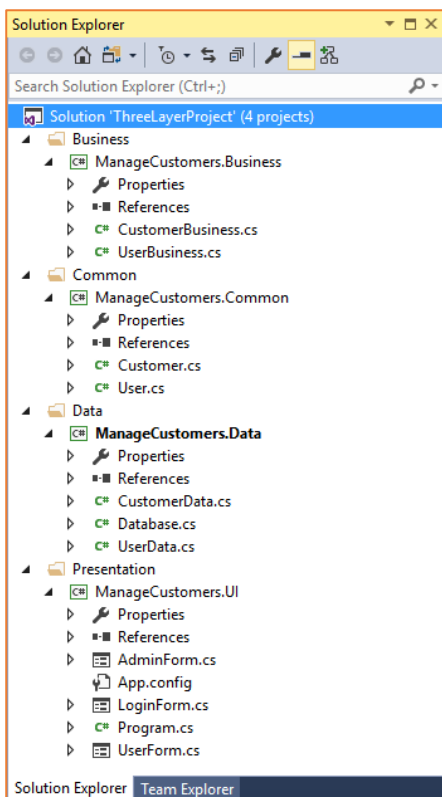 Solution Explorer
Search Solution Explorer (Ctrl+;)
Solution 'ThreeLayerProject' (4 projects)
Business
C# ManageCustomers.Business
Properties
References
C# CustomerBusiness.cs
C# UserBusiness.cs
Common
C# ManageCustomers.Common
Properties
References
C# Customer.cs
C# User.cs
Data
C# ManageCustomers.Data
Properties
References
C# CustomerData.cs
C# Database.cs
C# UserData.cs
Presentation
C# ManageCustomers.UI
Properties
References
AdminForm.cs
App.config
LoginForm.cs
C# Program.cs
UserForm.cs
Solution Explorer Team Explorer